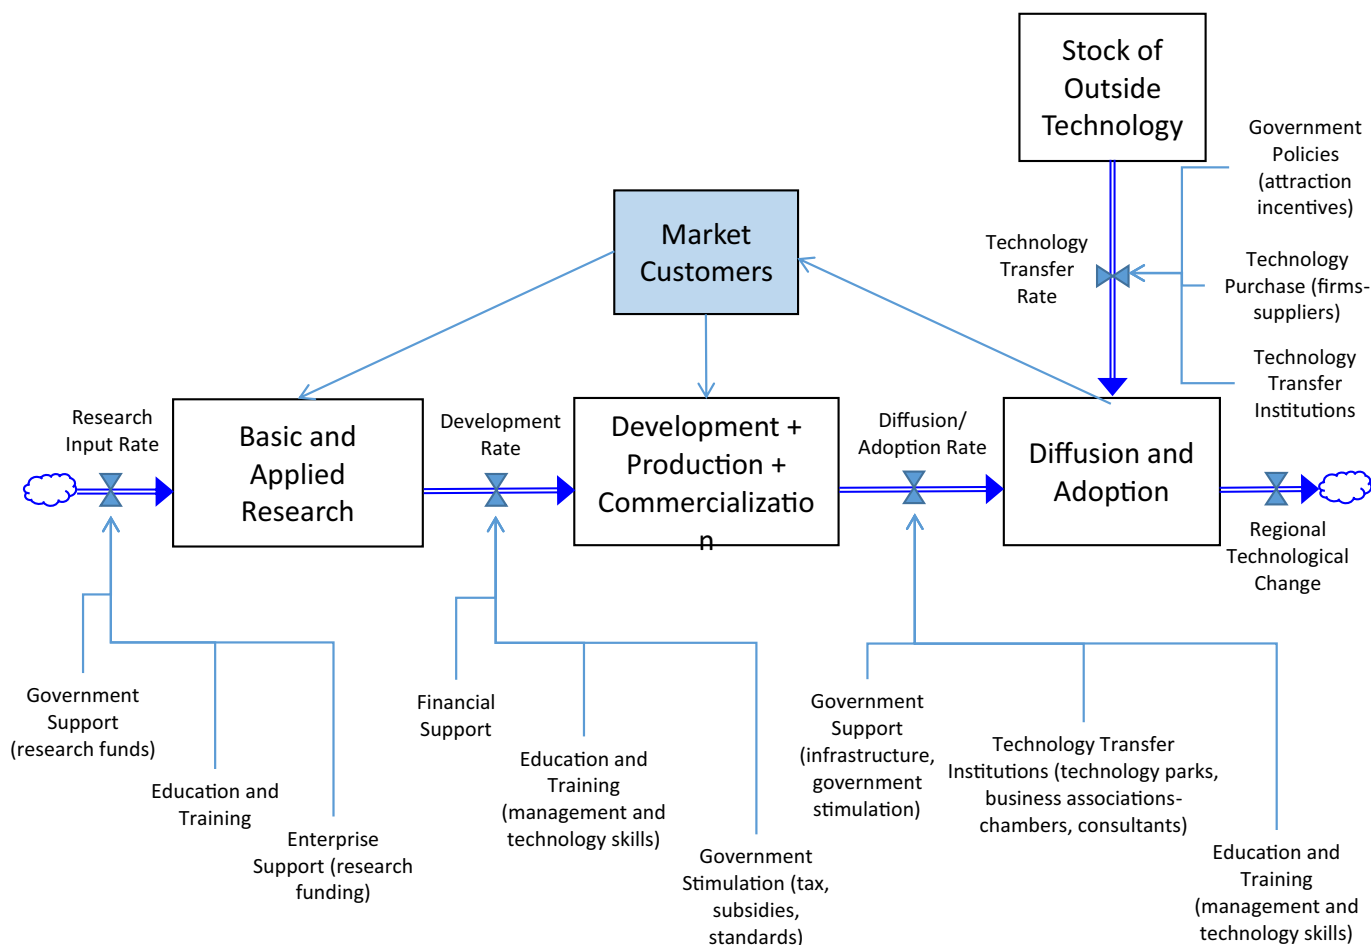 Stock of
Outside
Technology
Government
Policies
(attraction
incentives)
Market
Customers
Technology
Transfer
Rate
Technology
Purchase (firms-
suppliers)
Technology
Transfer
Institutions
Research
Input Rate
Basic and
Applied
Research
Development
Rate
Development +
Production +
Commercializatio
n
Diffusion/
Adoption Rate
Diffusion and
Adoption
Regional
Technological
Change
Government
Support
(research funds)
Education and
Training
Enterprise
Support (research
funding)
Financial
Support
Education and
Training
(management and
technology skills)
Government
Stimulation (tax,
subsidies,
standards)
Government
Support
(infrastructure,
government
stimulation)
Technology Transfer
Institutions (technology parks,
business associations-
chambers, consultants)
Education and
Training
(management and
technology skills)